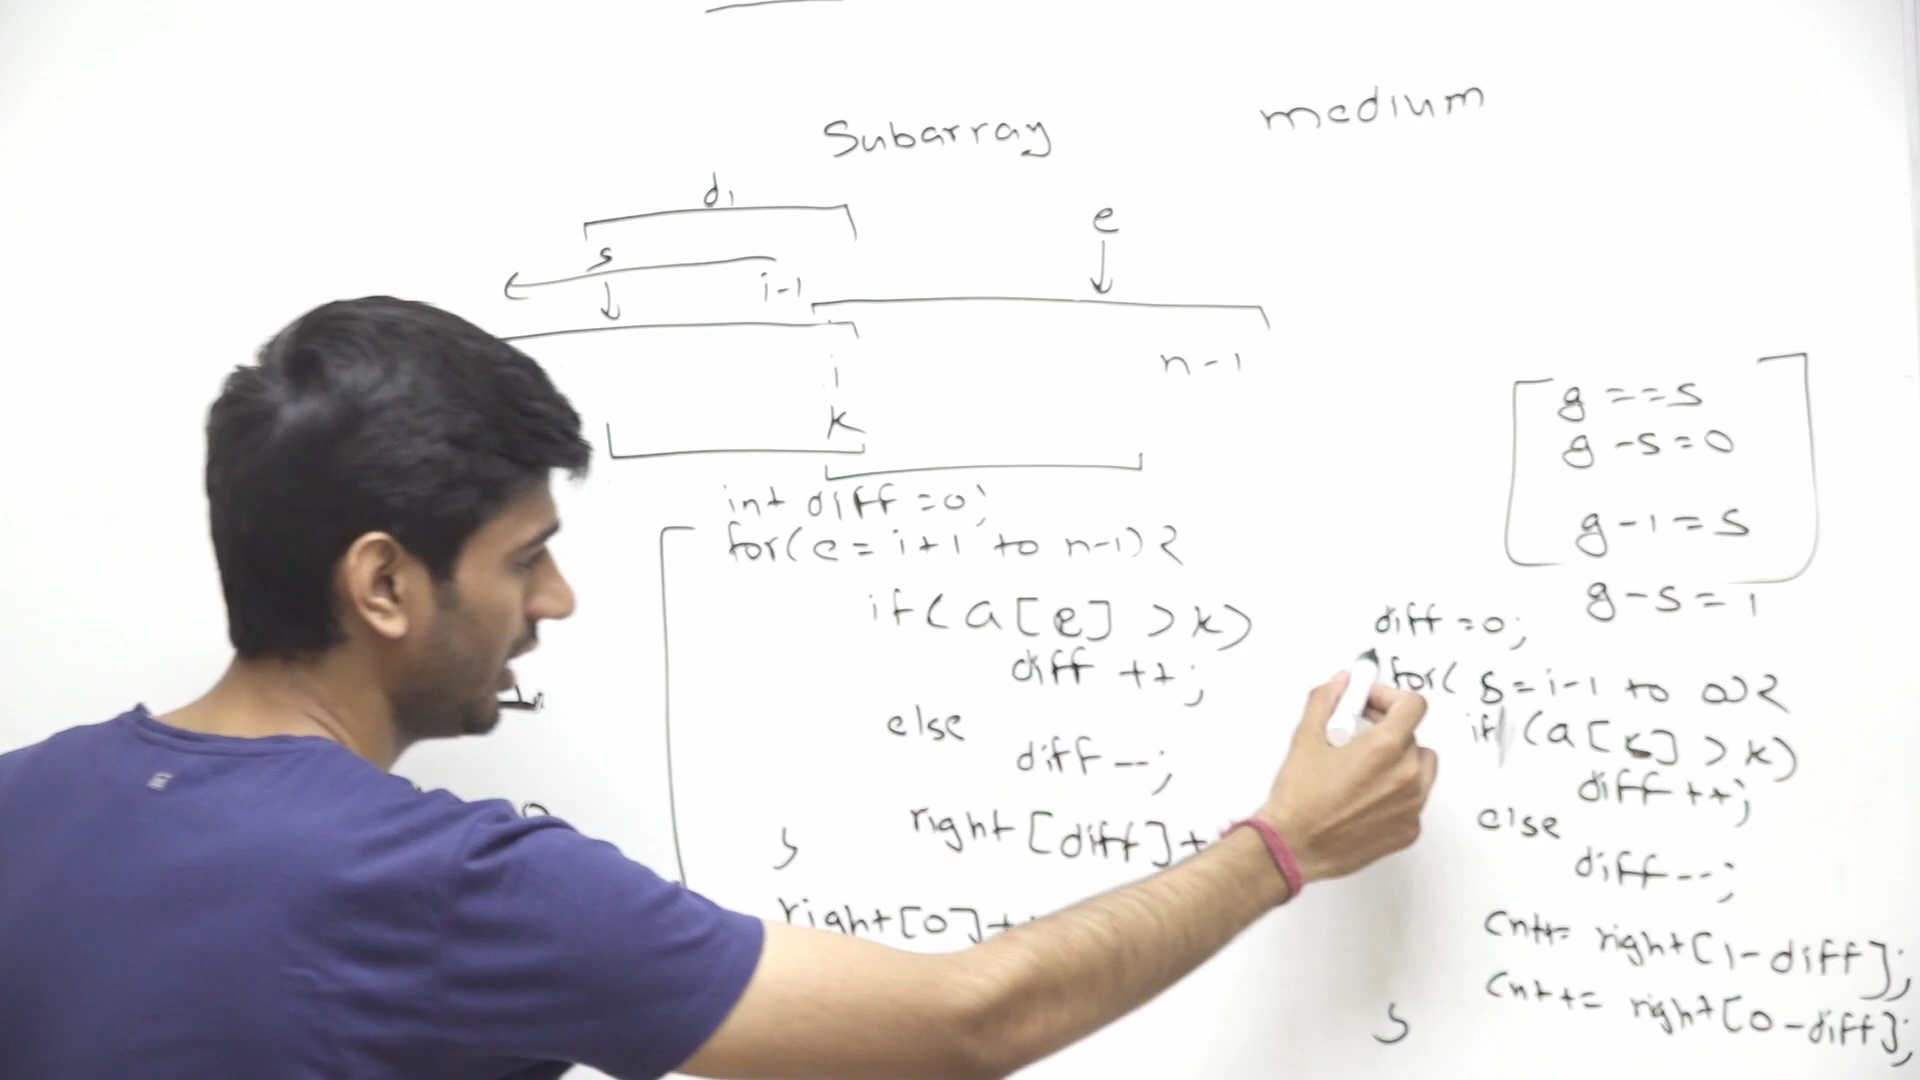 Subarray medium
d1
e
s
i-1
i
n-1
k
int diff = 0;
for(e = i+1 to n-1){
if(a[e] > k)
diff ++;
else
diff --;
right[diff]+
}
right[0]+
g == s
g - s = 0
g - 1 = s
g - s = 1
diff = 0;
for( s = i-1 to 0){
if (a[s] > k)
diff ++;
else
diff --;
cnt+= right[1-diff];
cnt += right[0-diff];
}